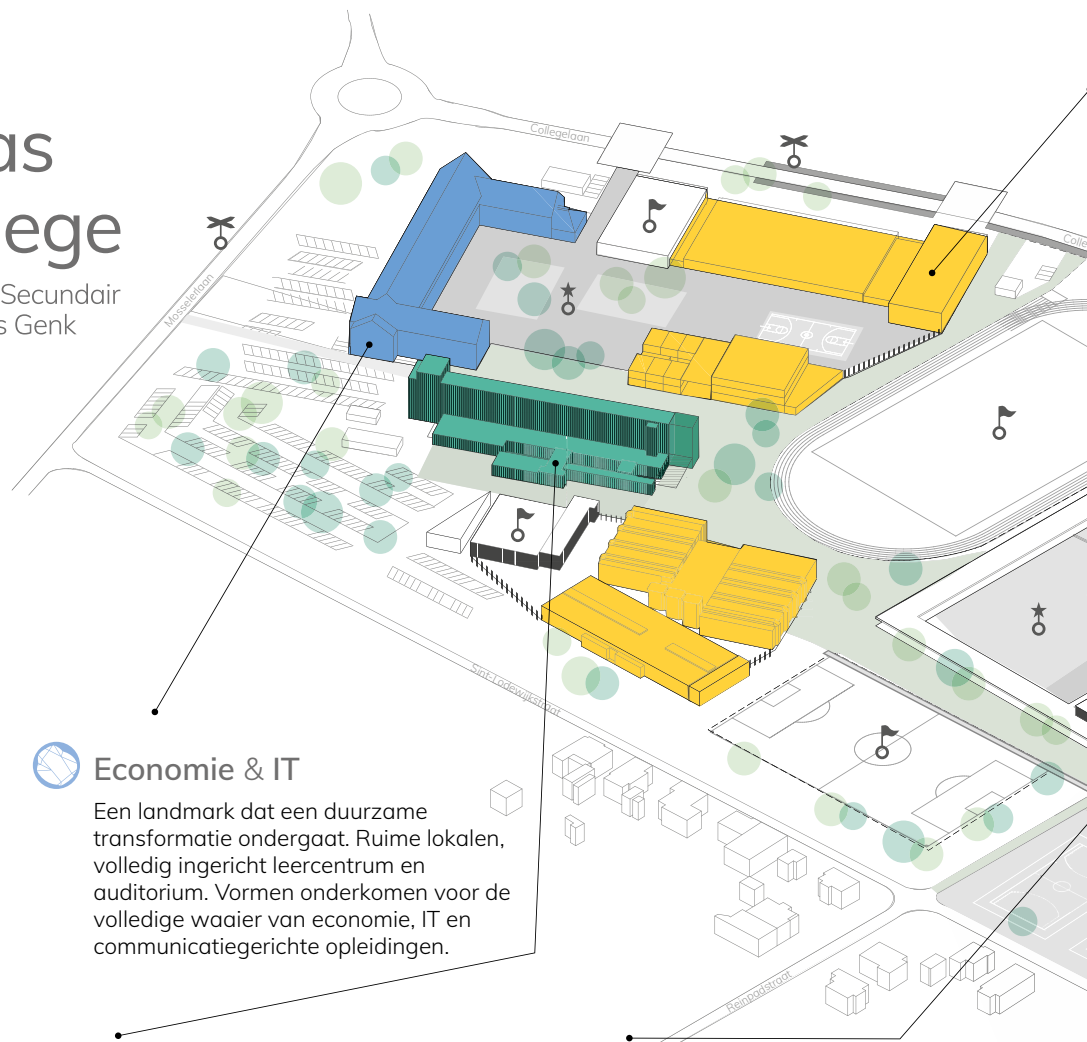 as
ege
Secundair
s Genk
Collegelaan
Colle
Mosselerlaan
Sint-Lodewijkstraat
Reinpadstraat
Economie & IT
Een landmark dat een duurzame
transformatie ondergaat. Ruime lokalen,
volledig ingericht leercentrum en
auditorium. Vormen onderkomen voor de
volledige waaier van economie, IT en
communicatiegerichte opleidingen.